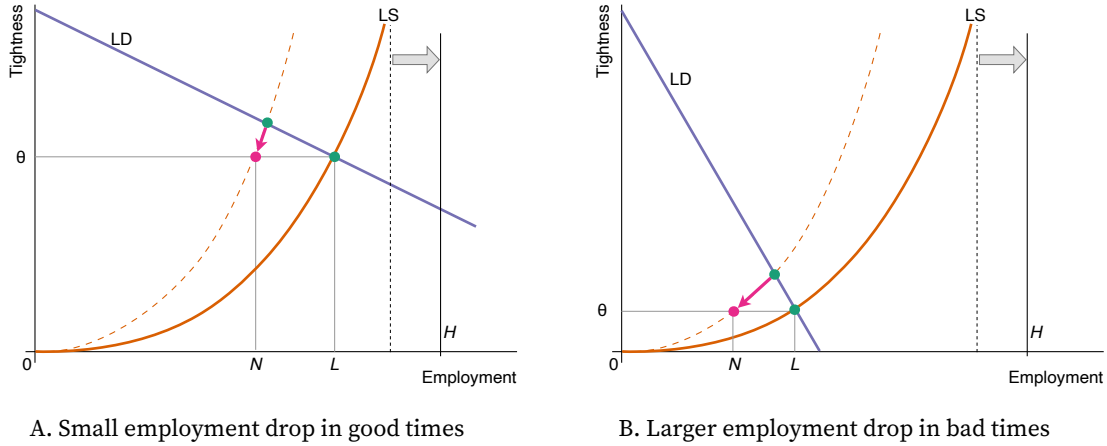 Tightness
LD
LS
θ
H
0
N
L
Employment
A. Small employment drop in good times
Tightness
LD
LS
θ
H
0
N
L
Employment
B. Larger employment drop in bad times